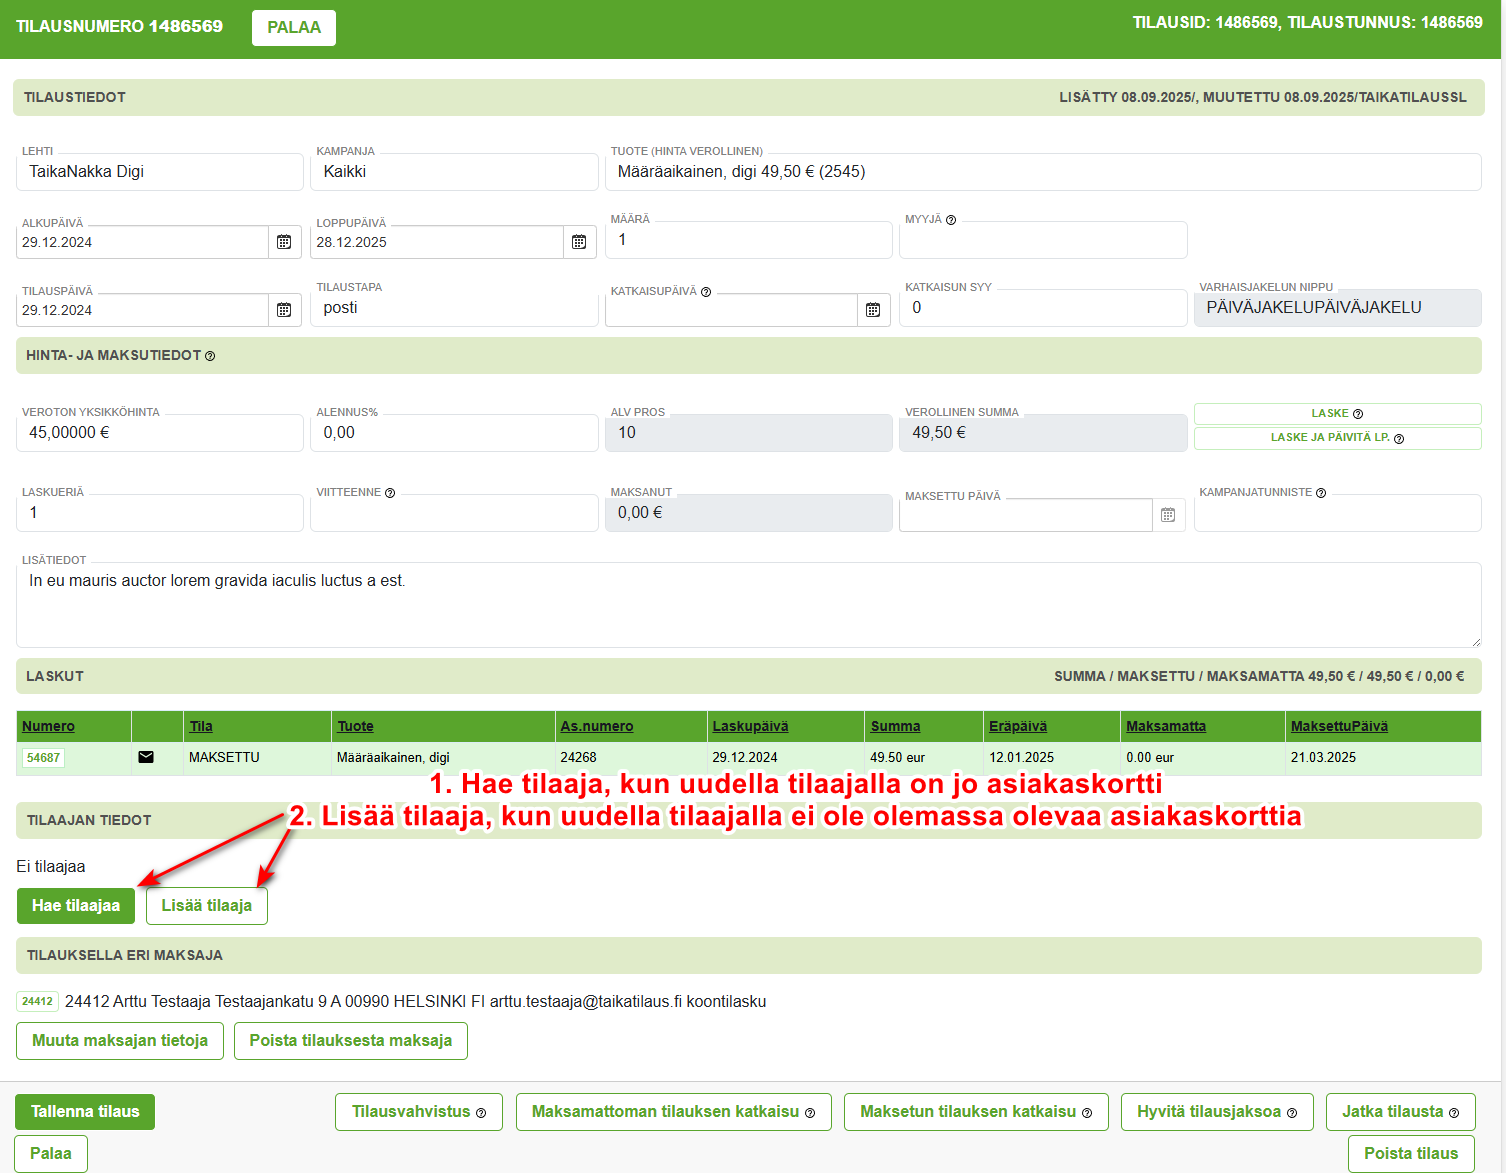 TILAUSNUMERO 1486569 PALAA TILAUSID: 1486569, TILAUSTUNNUS: 1486569
TILAUSTIEDOT LISÄTTY 08.09.2025/, MUUTETTU 08.09.2025/TAIKATILAUSSL
LEHTI KAMPANJA TUOTE (HINTA VEROLLINEN)
TaikaNakka Digi Kaikki Määräaikainen, digi 49,50 € (2545)
ALKUPÄIVÄ LOPPUPÄIVÄ MÄÄRÄ MYYJÄ
29.12.2024 28.12.2025 1
TILAUSPÄIVÄ TILAUSTAPA KATKAISUPÄIVÄ KATKAISUN SYY VARHAISJAKELUN NIPPU
29.12.2024 posti 0 PÄIVÄJAKELUPÄIVÄJAKELU
HINTA- JA MAKSUTIEDOT
VEROTON YKSIKKÖHINTA ALENNUS% ALV PROS VEROLLINEN SUMMA LASKE
45,00000 € 0,00 10 49,50 € LASKE JA PÄIVITÄ LP.
LASKUERIÄ VIITTEENNE MAKSANUT MAKSETTU PÄIVÄ KAMPANJATUNNISTE
1 0,00 €
LISÄTIEDOT
In eu mauris auctor lorem gravida iaculis luctus a est.
LASKUT SUMMA / MAKSETTU / MAKSAMATTA 49,50 € / 49,50 € / 0,00 €
Numero Tila Tuote As.numero Laskupäivä Summa Eräpäivä Maksamatta MaksettuPäivä
54687 MAKSETTU Määräaikainen, digi 24268 29.12.2024 49.50 eur 12.01.2025 0.00 eur 21.03.2025
1. Hae tilaaja, kun uudella tilaajalla on jo asiakaskortti
2. Lisää tilaaja, kun uudella tilaajalla ei ole olemassa olevaa asiakaskorttia
TILAAJAN TIEDOT
Ei tilaajaa
Hae tilaajaa Lisää tilaaja
TILAUKSELLA ERI MAKSAJA
24412 24412 Arttu Testaaja Testaajankatu 9 A 00990 HELSINKI FI arttu.testaaja@taikatilaus.fi koontilasku
Muuta maksajan tietoja Poista tilauksesta maksaja
Tallenna tilaus Tilausvahvistus Maksamattoman tilauksen katkaisu Maksetun tilauksen katkaisu Hyvitä tilausjaksoa Jatka tilausta
Palaa Poista tilaus